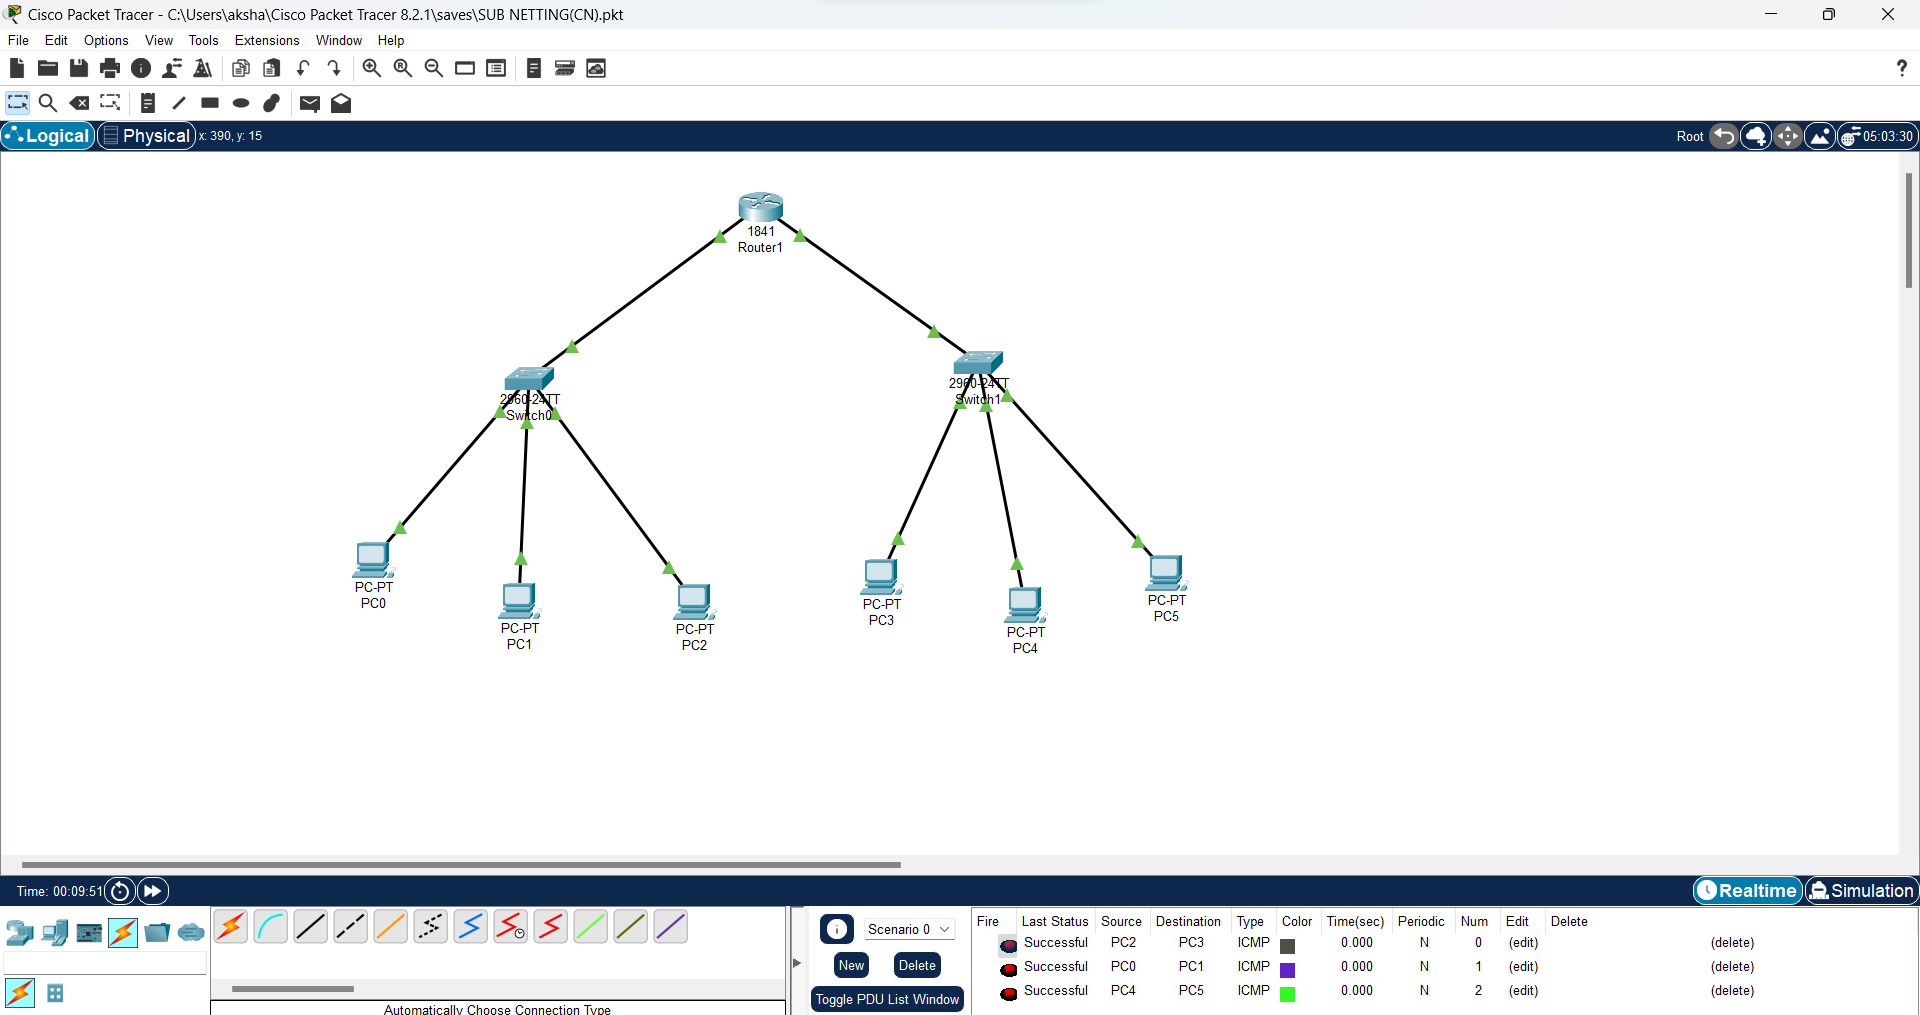 Cisco Packet Tracer - C:\Users\aksha\Cisco Packet Tracer 8.2.1\saves\SUB NETTING(CN).pkt
File Edit Options View Tools Extensions Window Help
Logical Physical x: 390, y: 15 Root 05:03:30
1841
Router1
2960-24TT
Switch0
2960-24TT
Switch1
PC-PT
PC0
PC-PT
PC1
PC-PT
PC2
PC-PT
PC3
PC-PT
PC4
PC-PT
PC5
Time: 00:09:51 Realtime Simulation
Automatically Choose Connection Type
Scenario 0
New Delete
Toggle PDU List Window
Fire Last Status Source Destination Type Color Time(sec) Periodic Num Edit Delete
Successful PC2 PC3 ICMP 0.000 N 0 (edit) (delete)
Successful PC0 PC1 ICMP 0.000 N 1 (edit) (delete)
Successful PC4 PC5 ICMP 0.000 N 2 (edit) (delete)